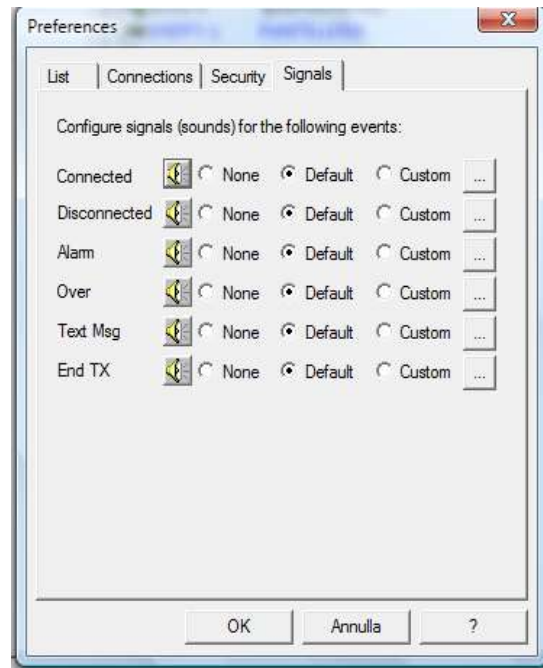 Preferences
List Connections Security Signals
Configure signals (sounds) for the following events:
Connected None Default Custom ...
Disconnected None Default Custom ...
Alarm None Default Custom ...
Over None Default Custom ...
Text Msg None Default Custom ...
End TX None Default Custom ...
OK Annulla ?